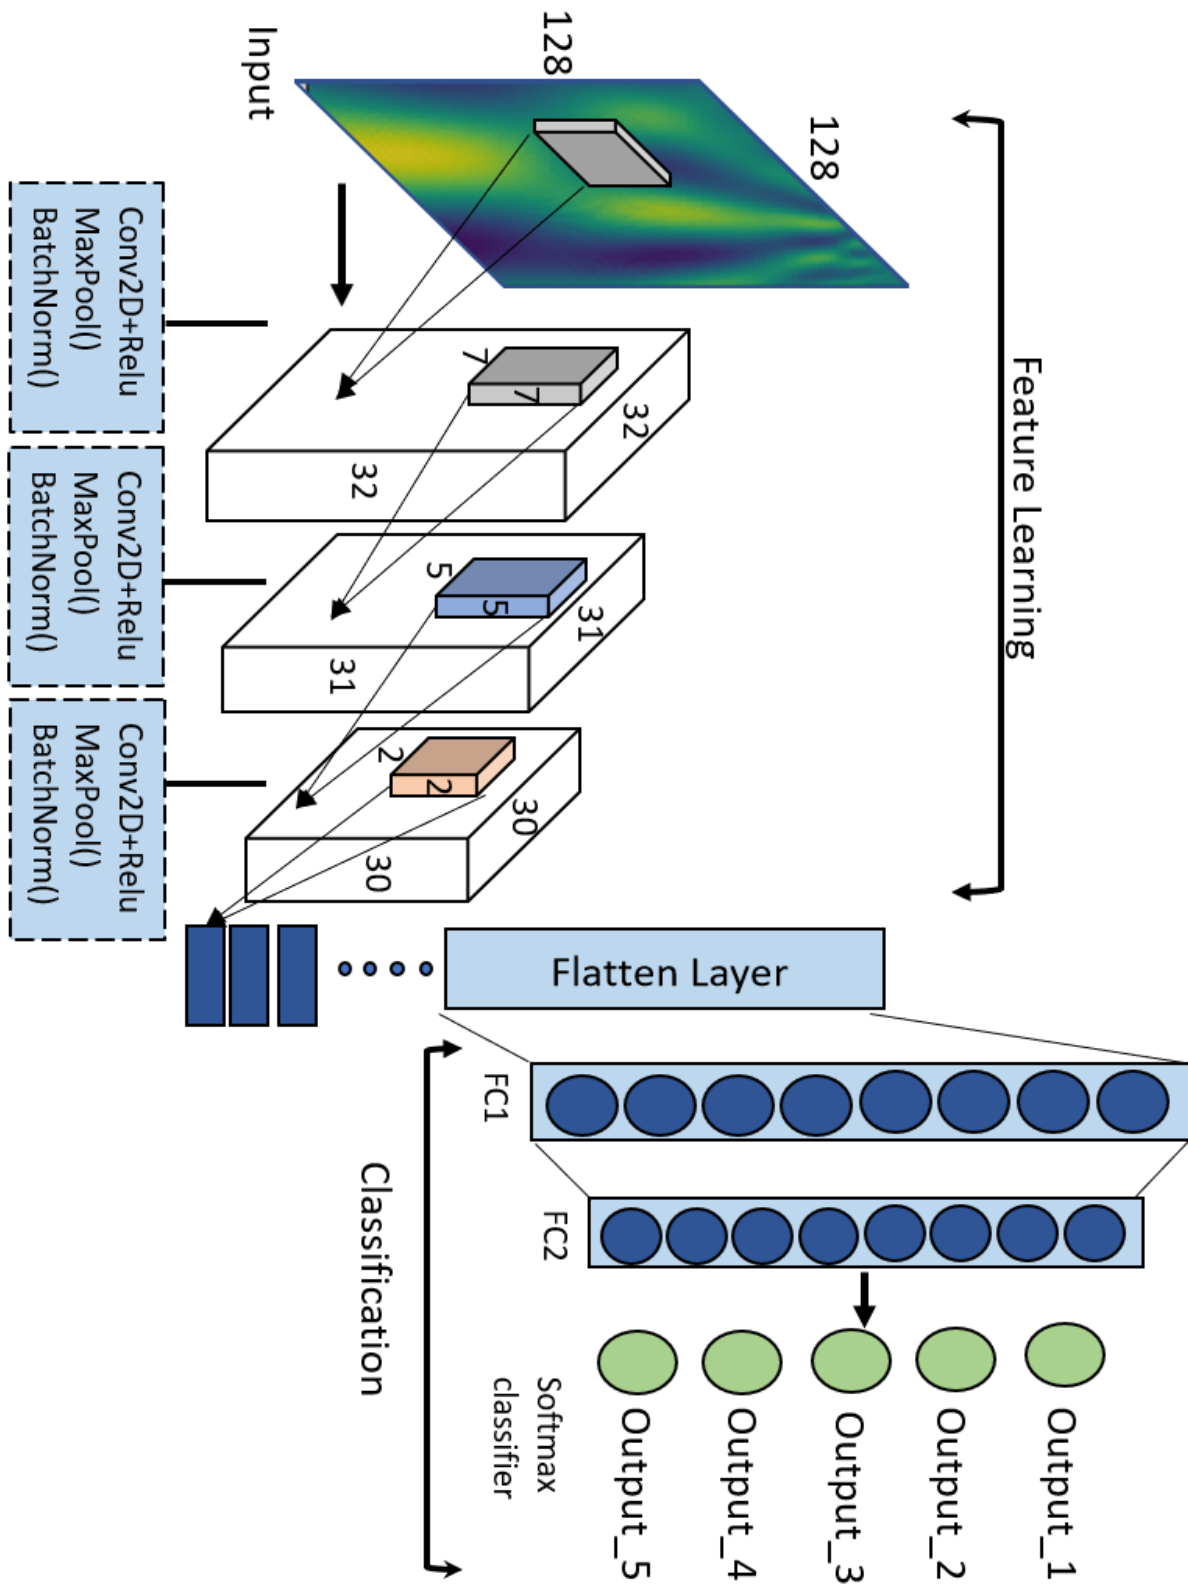 Feature Learning
128
128
Input
32
32
7
7
31
31
5
5
30
30
2
2
Conv2D+Relu
MaxPool()
BatchNorm()
Conv2D+Relu
MaxPool()
BatchNorm()
Conv2D+Relu
MaxPool()
BatchNorm()
Flatten Layer
FC1
FC2
Output_1
Output_2
Output_3
Output_4
Output_5
Softmax
classifier
Classification